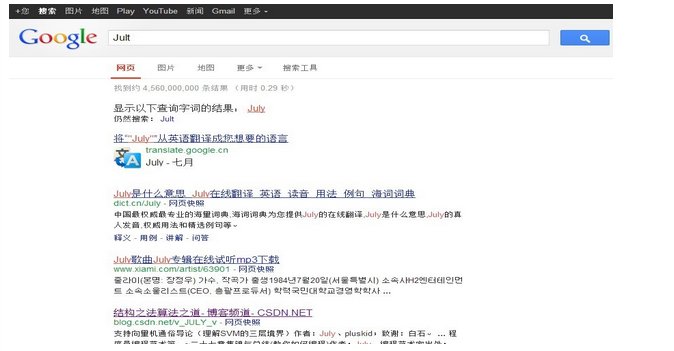 +您 搜索 图片 地图 Play YouTube 新闻 Gmail 更多
Google Jult
网页 图片 地图 更多 搜索工具
找到约 4,560,000,000 条结果 （用时 0.29 秒）
显示以下查询字词的结果： July
仍然搜索： Jult
将"“July”"从英语翻译成您想要的语言
translate.google.cn
July - 七月
July是什么意思_July在线翻译_英语_读音_用法_例句_海词词典
dict.cn/July - 网页快照
中国最权威最专业的海量词典,海词词典为您提供July的在线翻译,July是什么意思,July的真
人发音,权威用法和精选例句等。
释义 - 用例 - 讲解 - 问答
July歌曲July专辑在线试听mp3下载
www.xiami.com/artist/63901 - 网页快照
줄라이(본명: 장정우) 가수, 작곡가 출생1984년7월20일(서울특별시) 소속사H2엔터테인먼
트 소속소울리스트(CEO, 총괄프로듀서) 학력국민대학교경영학학사 ...
结构之法算法之道- 博客频道- CSDN.NET
blog.csdn.net/v_JULY_v - 网页快照
支持向量机通俗导论（理解SVM的三层境界）作者：July、pluskid；致谢：白石。 ... 程